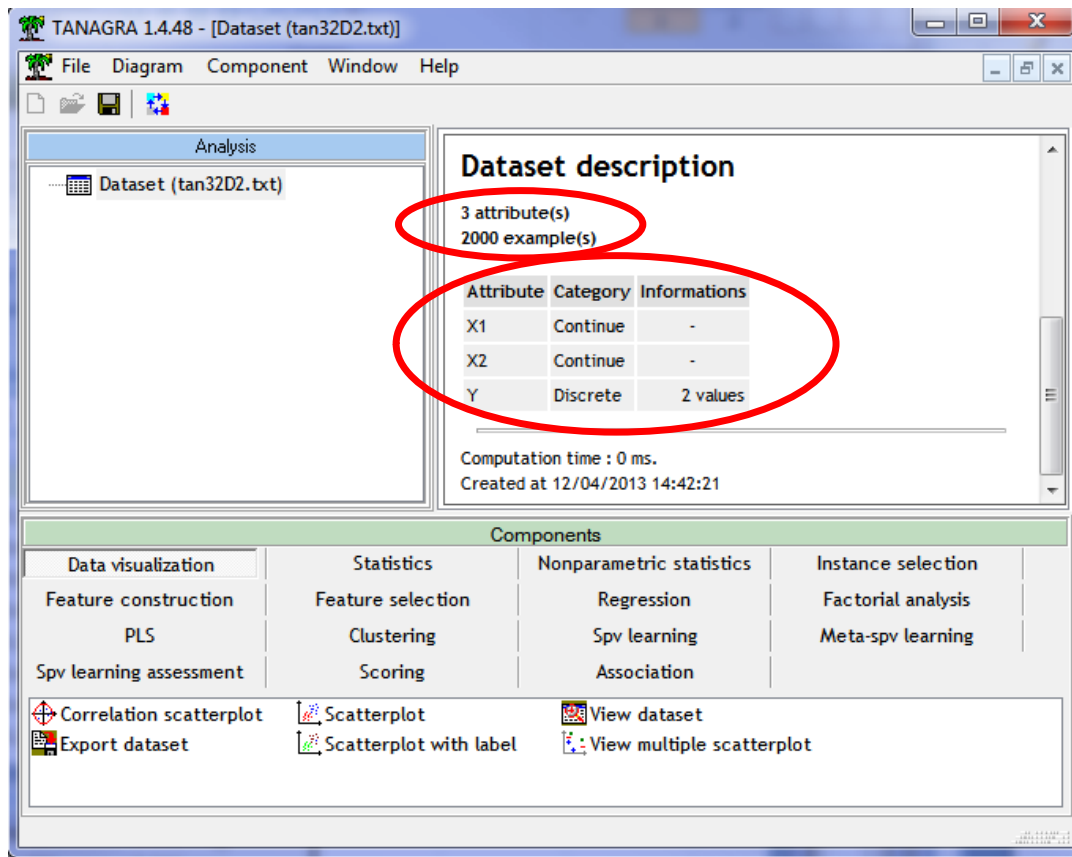 TANAGRA 1.4.48 - [Dataset (tan32D2.txt)]
File Diagram Component Window Help
Analysis
Dataset (tan32D2.txt)
Dataset description
3 attribute(s)
2000 example(s)
Attribute Category Informations
X1 Continue -
X2 Continue -
Y Discrete 2 values
Computation time : 0 ms.
Created at 12/04/2013 14:42:21
Components
Data visualization Statistics Nonparametric statistics Instance selection
Feature construction Feature selection Regression Factorial analysis
PLS Clustering Spv learning Meta-spv learning
Spv learning assessment Scoring Association
Correlation scatterplot Scatterplot View dataset
Export dataset Scatterplot with label View multiple scatterplot